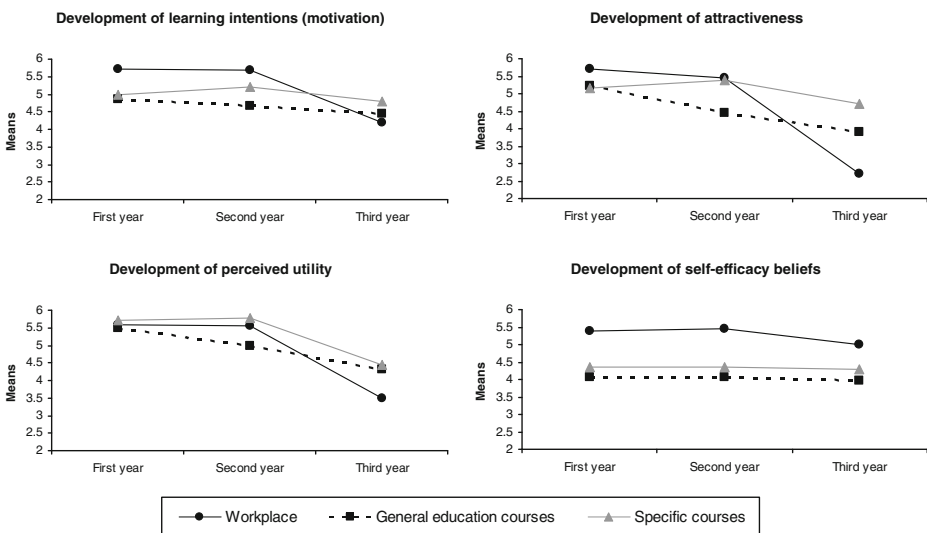 Development of learning intentions (motivation)
Means
6
5.5
5
4.5
4
3.5
3
2.5
2
First year Second year Third year
Development of attractiveness
Means
6
5.5
5
4.5
4
3.5
3
2.5
2
First year Second year Third year
Development of perceived utility
Means
6
5.5
5
4.5
4
3.5
3
2.5
2
First year Second year Third year
Development of self-efficacy beliefs
Means
6
5.5
5
4.5
4
3.5
3
2.5
2
First year Second year Third year
Workplace General education courses Specific courses